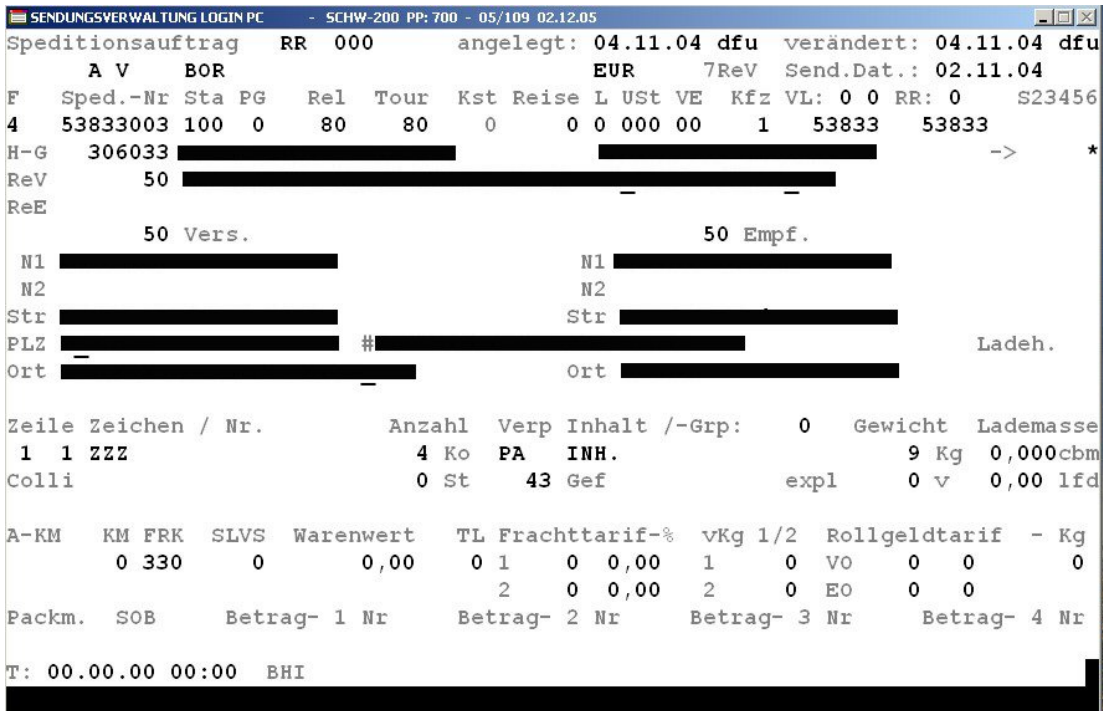 SENDUNGSVERWALTUNG LOGIN PC - SCHW-200 PP: 700 - 05/109 02.12.05
Speditionsauftrag RR 000 angelegt: 04.11.04 dfu verändert: 04.11.04 dfu
A V BOR EUR 7ReV Send.Dat.: 02.11.04
F Sped.-Nr Sta PG Rel Tour Kst Reise L USt VE Kfz VL: 0 0 RR: 0 S23456
4 53833003 100 0 80 80 0 0 0 000 00 1 53833 53833
H-G 306033 -> *
ReV 50
ReE
50 Vers. 50 Empf.
N1 N1
N2 N2
Str Str
PLZ # Ladeh.
Ort Ort
Zeile Zeichen / Nr. Anzahl Verp Inhalt /-Grp: 0 Gewicht Lademasse
1 1 ZZZ 4 Ko PA INH. 9 Kg 0,000cbm
Colli 0 St 43 Gef expl 0 v 0,00 lfd
A-KM KM FRK SLVS Warenwert TL Frachttarif-% vKg 1/2 Rollgeldtarif - Kg
0 330 0 0,00 0 1 0 0,00 1 0 VO 0 0 0
2 0 0,00 2 0 EO 0 0
Packm. SOB Betrag- 1 Nr Betrag- 2 Nr Betrag- 3 Nr Betrag- 4 Nr
T: 00.00.00 00:00 BHI